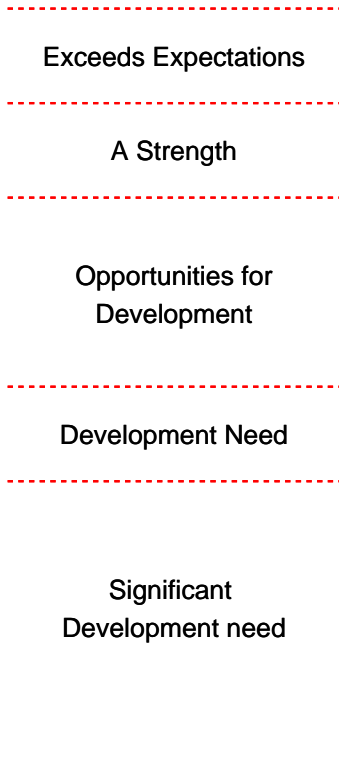 Exceeds Expectations
A Strength
Opportunities for
Development
Development Need
Significant
Development need